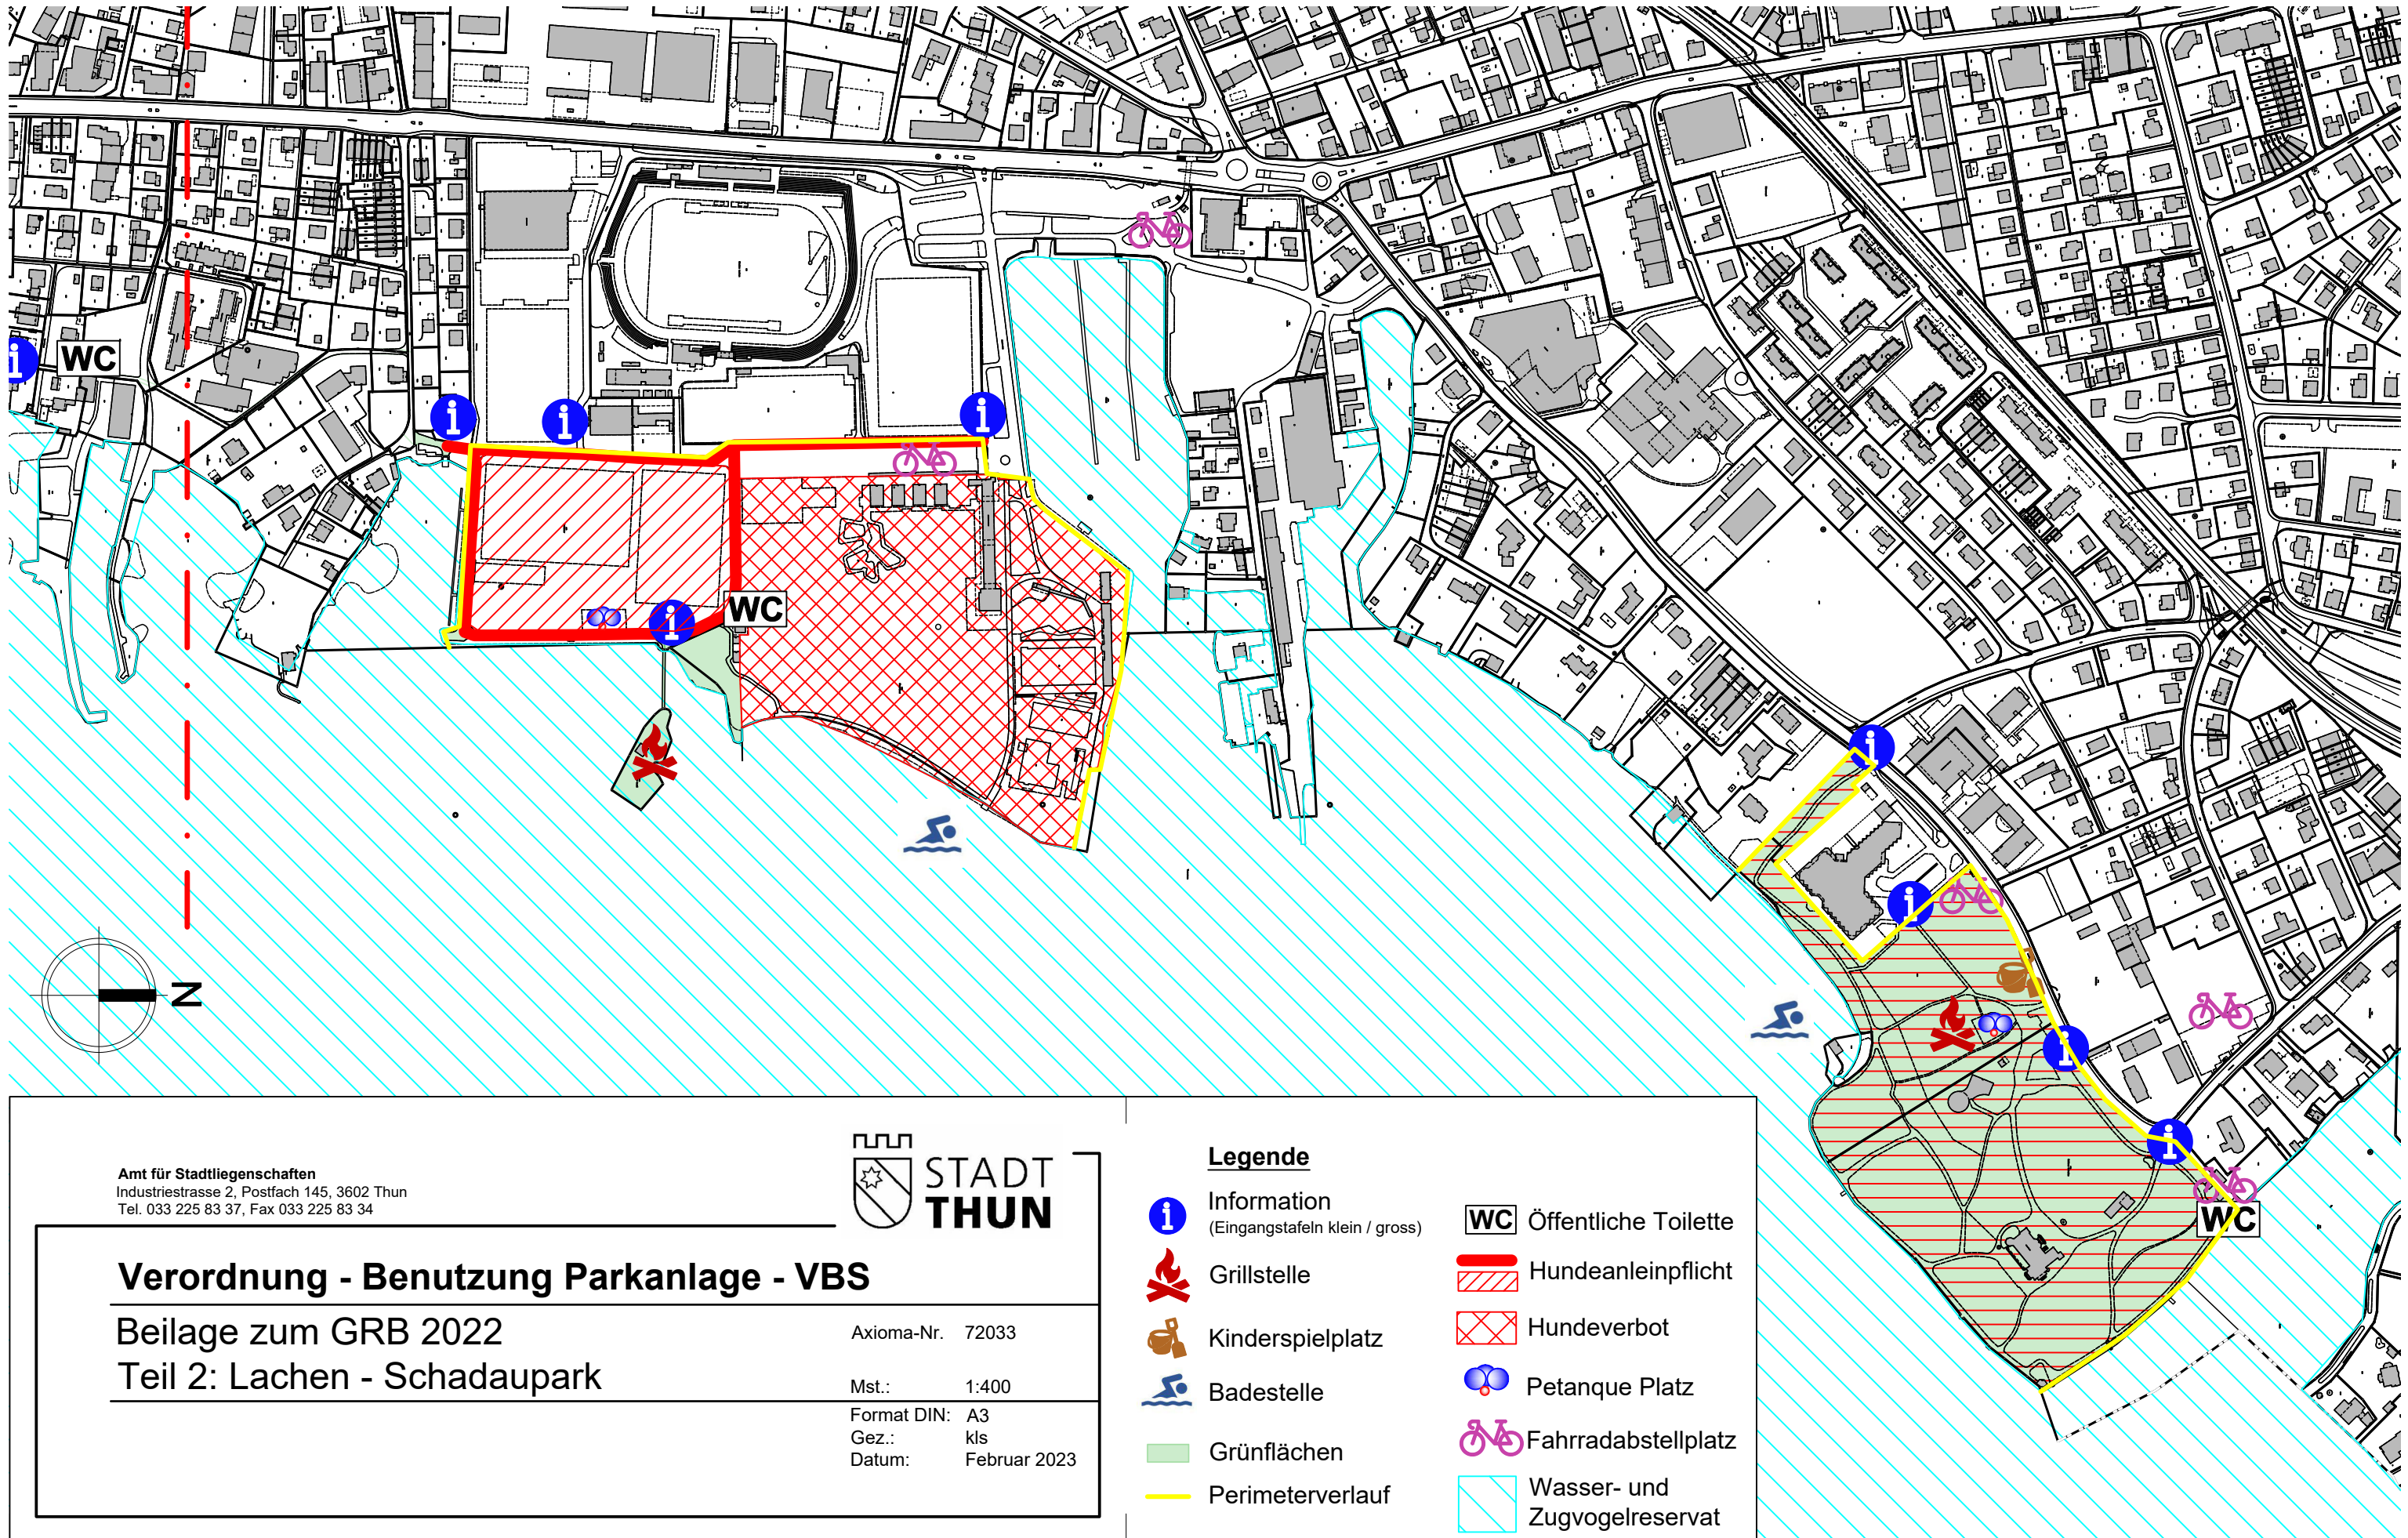 WC
WC
N
WC
Amt für Stadtliegenschaften
Industriestrasse 2, Postfach 145, 3602 Thun
Tel. 033 225 83 37, Fax 033 225 83 34
STADT
THUN
Verordnung - Benutzung Parkanlage - VBS
Beilage zum GRB 2022
Teil 2: Lachen - Schadaupark
Axioma-Nr. 72033
Mst.: 1:400
Format DIN: A3
Gez.: kls
Datum: Februar 2023
Legende
Information
(Eingangstafeln klein / gross)
Grillstelle
Kinderspielplatz
Badestelle
Grünflächen
Perimeterverlauf
WC Öffentliche Toilette
Hundeanleinpflicht
Hundeverbot
Petanque Platz
Fahrradabstellplatz
Wasser- und
Zugvogelreservat